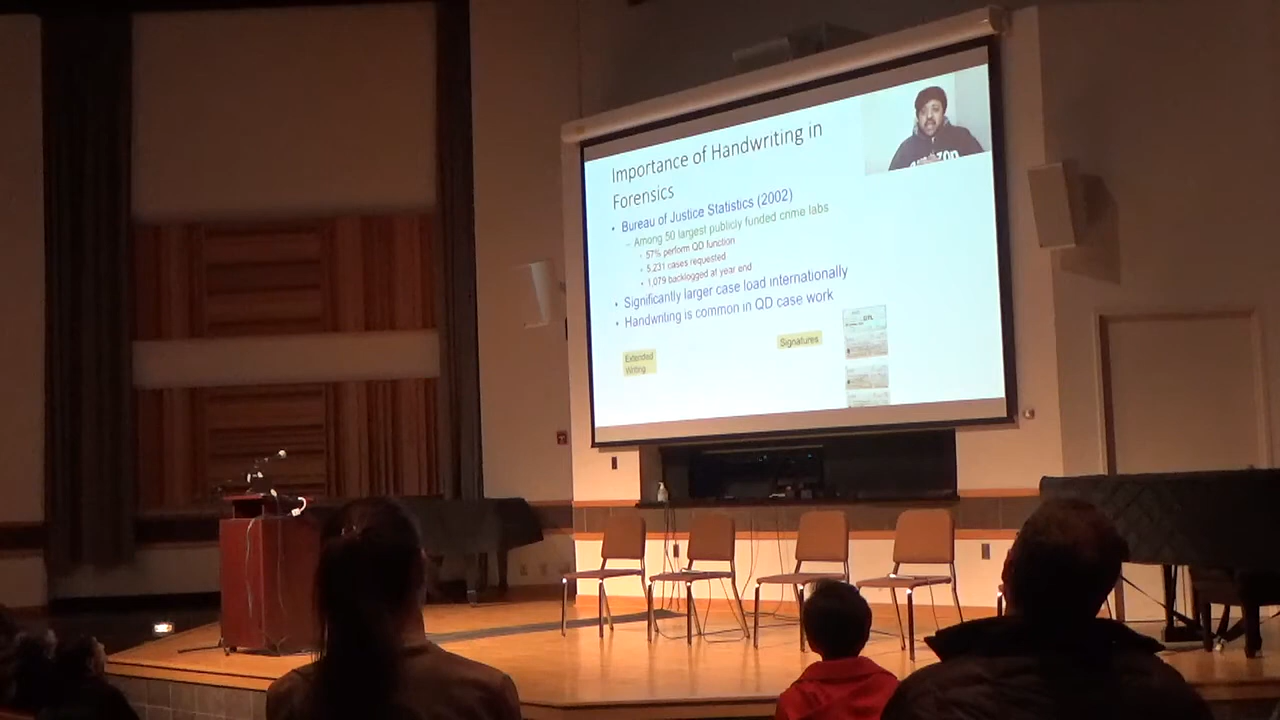 Importance of Handwriting in
Forensics
• Bureau of Justice Statistics (2002)
– Among 50 largest publicly funded crime labs
• 57% perform QD function
• 5,231 cases requested
• 1,079 backlogged at year end
• Significantly larger case load internationally
• Handwriting is common in QD case work
Signatures
Extended
Writing